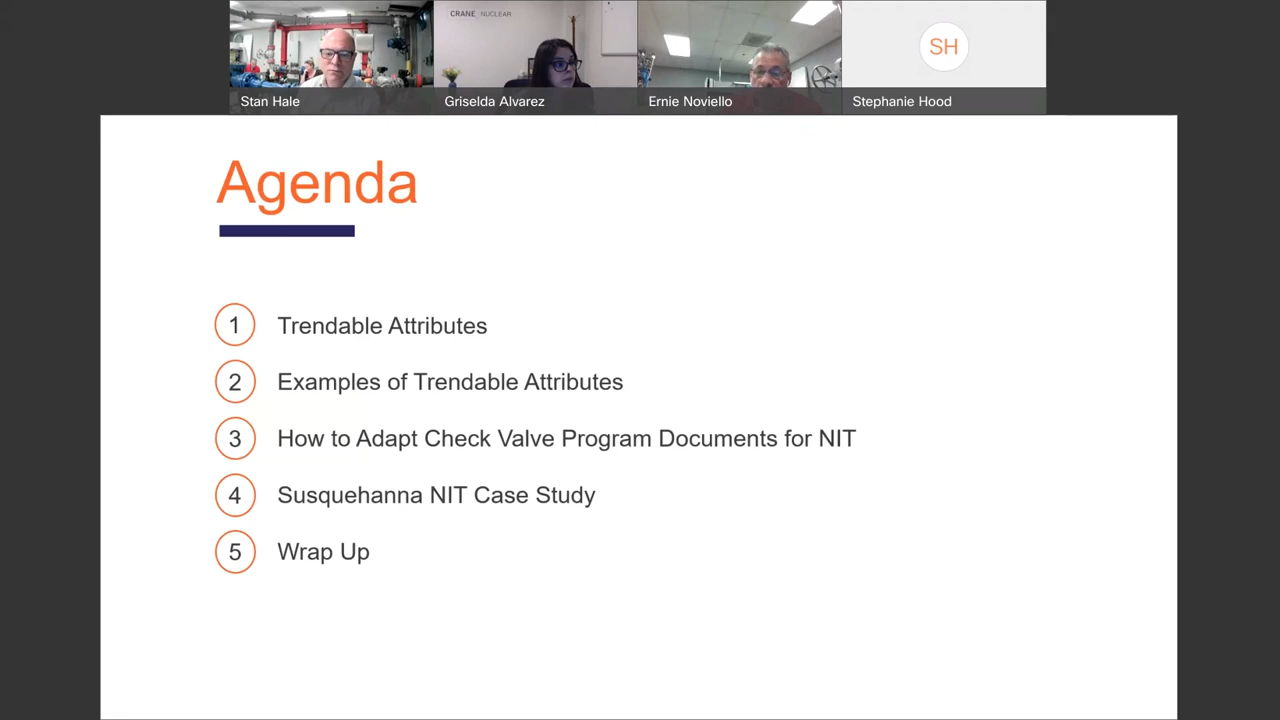 CRANE NUCLEAR
SH
Stan Hale
Griselda Alvarez
Ernie Noviello
Stephanie Hood
Agenda
1 Trendable Attributes
2 Examples of Trendable Attributes
3 How to Adapt Check Valve Program Documents for NIT
4 Susquehanna NIT Case Study
5 Wrap Up